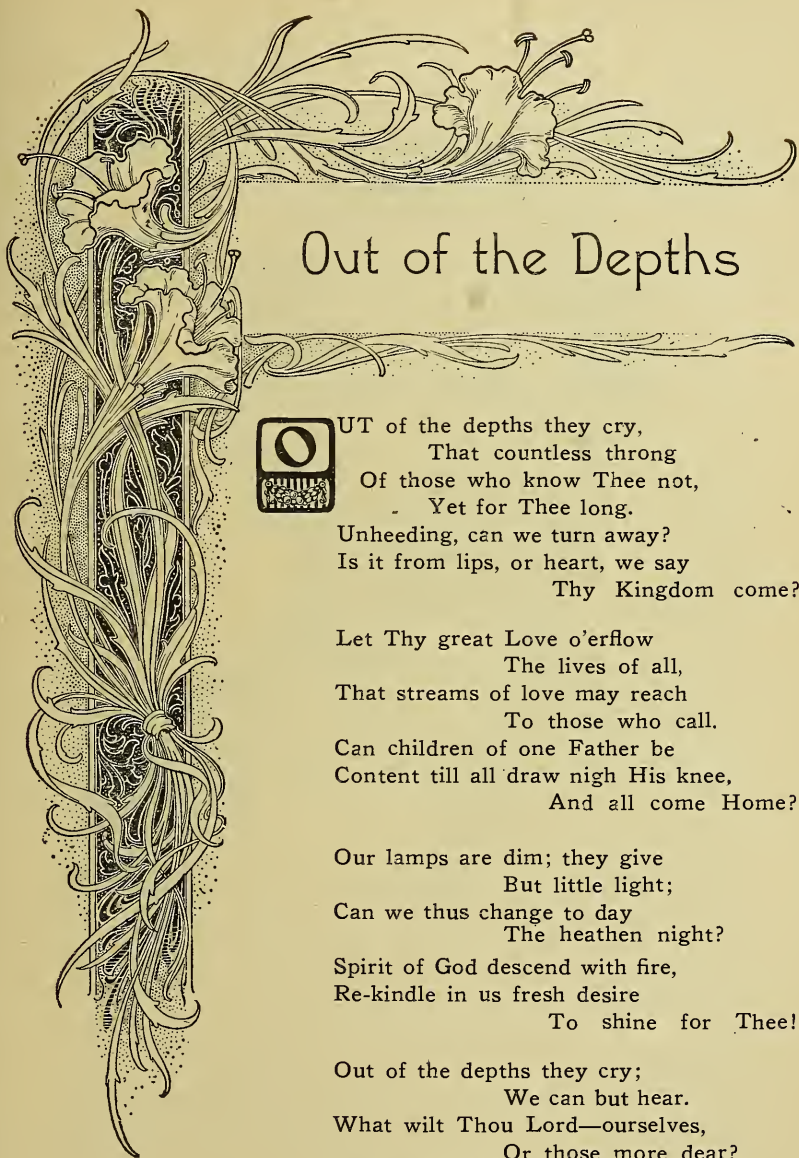 Out of the Depths
OUT of the depths they cry,
That countless throng
Of those who know Thee not,
Yet for Thee long.
Unheeding, can we turn away?
Is it from lips, or heart, we say
Thy Kingdom come?
Let Thy great Love o'erflow
The lives of all,
That streams of love may reach
To those who call.
Can children of one Father be
Content till all draw nigh His knee,
And all come Home?
Our lamps are dim; they give
But little light;
Can we thus change to day
The heathen night?
Spirit of God descend with fire,
Re-kindle in us fresh desire
To shine for Thee!
Out of the depths they cry;
We can but hear.
What wilt Thou Lord—ourselves,
Or those more dear?